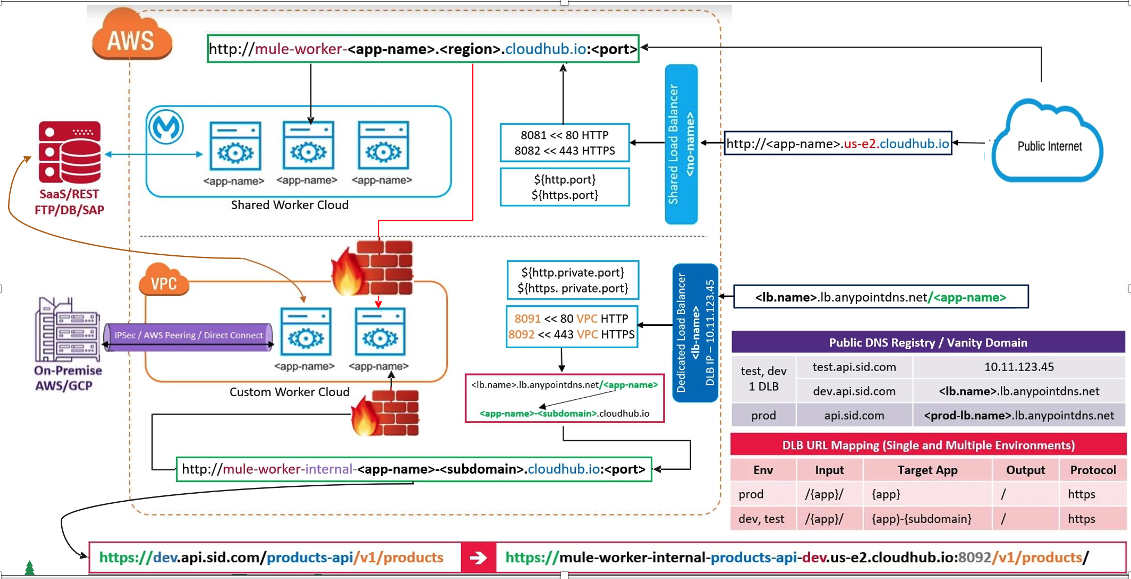 AWS
http://mule-worker-<app-name>.<region>.cloudhub.io:<port>
8081 << 80 HTTP
8082 << 443 HTTPS
${http.port}
${https.port}
Shared Load Balancer
<no-name>
http://<app-name>.us-e2.cloudhub.io
Public Internet
<app-name>
<app-name>
<app-name>
Shared Worker Cloud
SaaS/REST
FTP/DB/SAP
VPC
<app-name>
<app-name>
Custom Worker Cloud
IPSec / AWS Peering / Direct Connect
On-Premise
AWS/GCP
${http.private.port}
${https. private.port}
8091 << 80 VPC HTTP
8092 << 443 VPC HTTPS
Dedicated Load Balancer
<lb-name>
DLB IP – 10.11.123.45
<lb.name>.lb.anypointdns.net/<app-name>
<lb.name>.lb.anypointdns.net/<app-name>
<app-name>-<subdomain>.cloudhub.io
http://mule-worker-internal-<app-name>-<subdomain>.cloudhub.io:<port>
Public DNS Registry / Vanity Domain
test, dev
1 DLB
test.api.sid.com 10.11.123.45
dev.api.sid.com <lb.name>.lb.anypointdns.net
prod api.sid.com <prod-lb.name>.lb.anypointdns.net
DLB URL Mapping (Single and Multiple Environments)
Env Input Target App Output Protocol
prod /{app}/ {app} / https
dev, test /{app}/ {app)-{subdomain} / https
https://dev.api.sid.com/products-api/v1/products
https://mule-worker-internal-products-api-dev.us-e2.cloudhub.io:8092/v1/products/